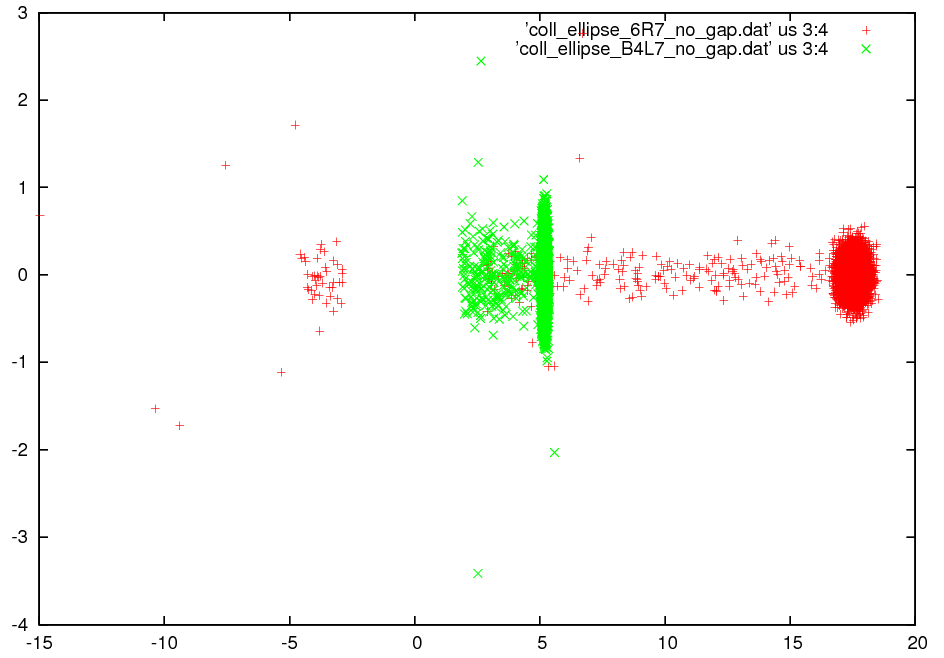 3
'coll_ellipse_6R7_no_gap.dat' us 3:4
'coll_ellipse_B4L7_no_gap.dat' us 3:4
2
1
0
-1
-2
-3
-4
-15 -10 -5 0 5 10 15 20